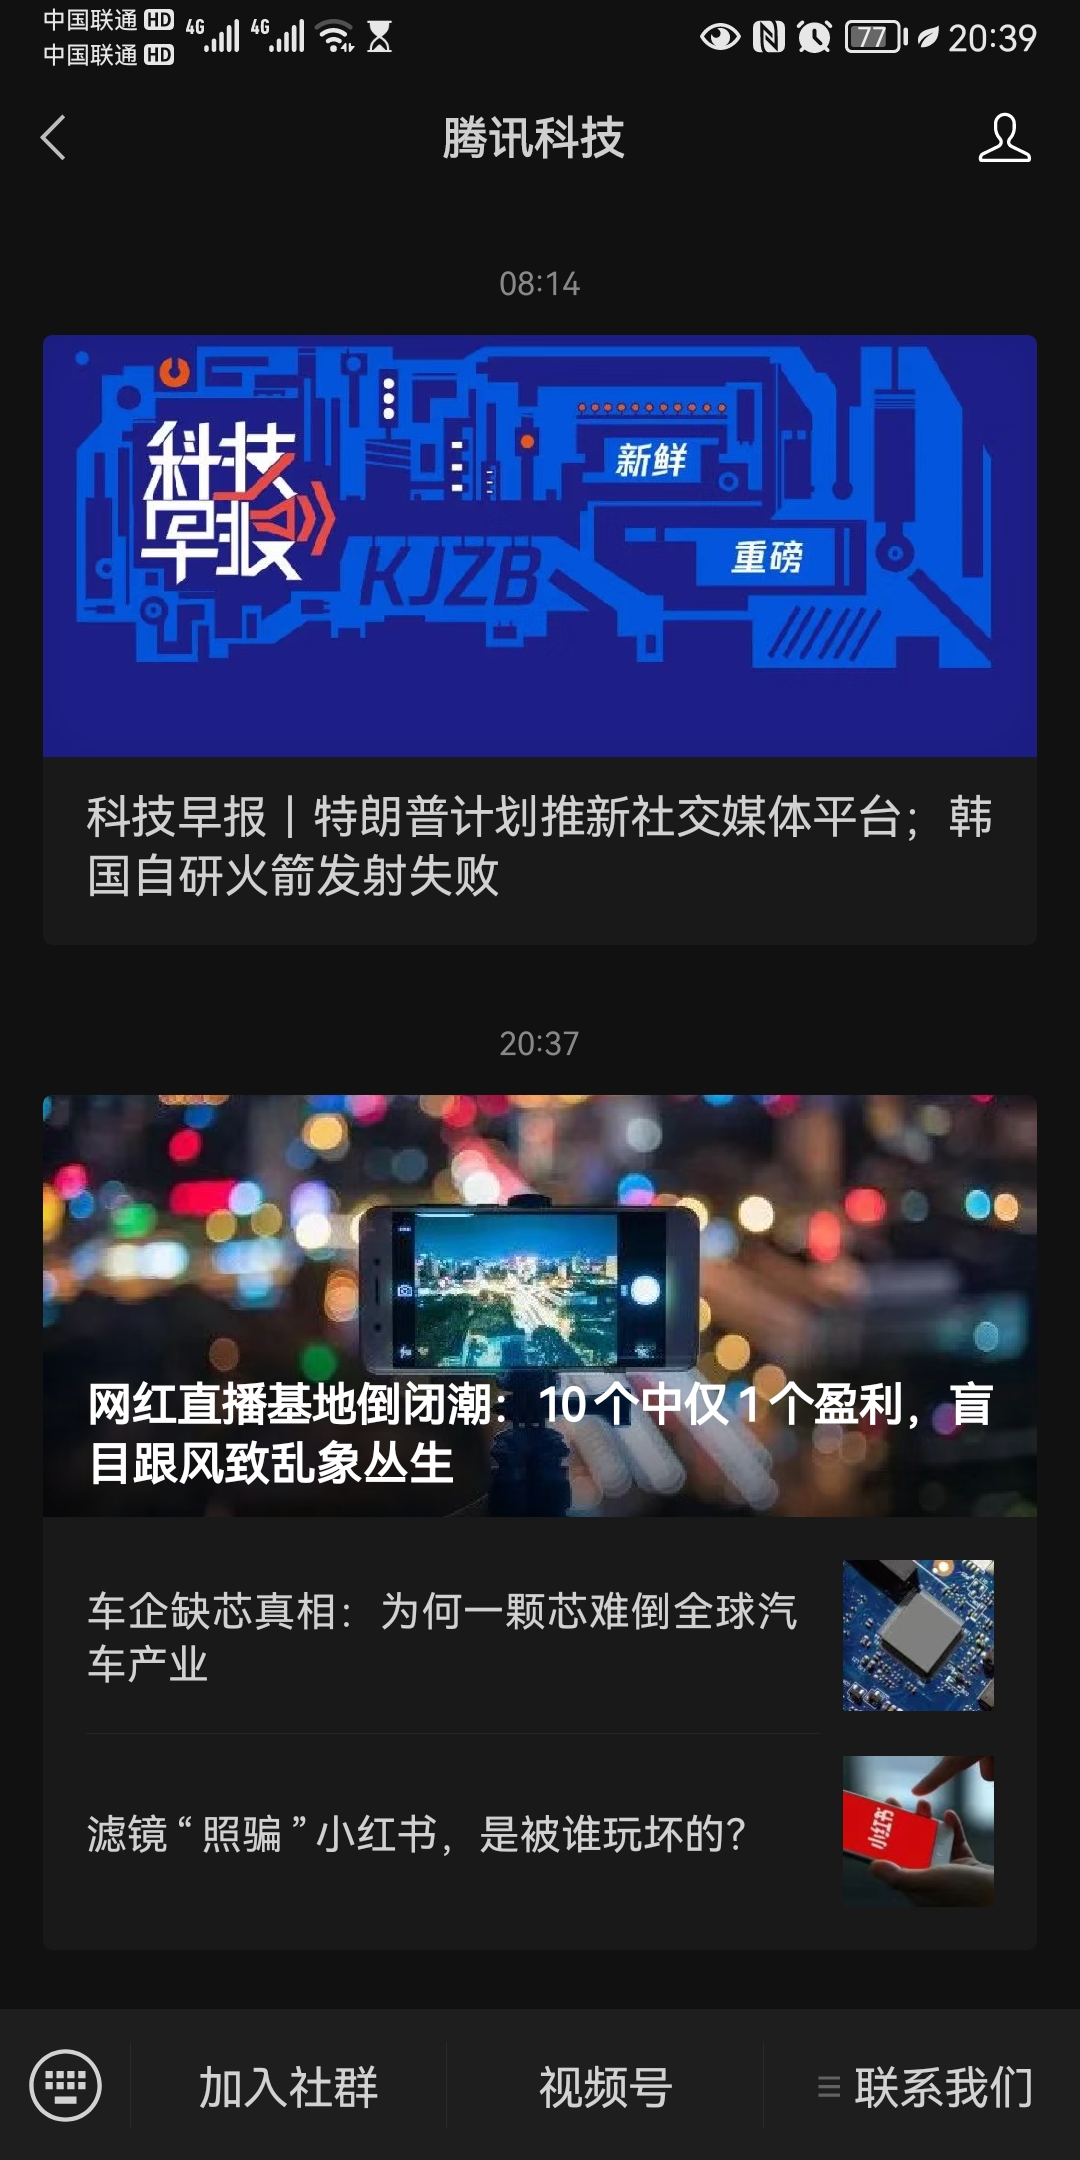 中国联通 HD 4G 4G 77 20:39
中国联通 HD
腾讯科技
08:14
科技
早报
新鲜
KJZB
重磅
科技早报｜特朗普计划推新社交媒体平台；韩
国自研火箭发射失败
20:37
网红直播基地倒闭潮：10个中仅1个盈利，盲
目跟风致乱象丛生
车企缺芯真相：为何一颗芯难倒全球汽
车产业
滤镜“照骗”小红书，是被谁玩坏的？
小红书
加入社群
视频号
联系我们